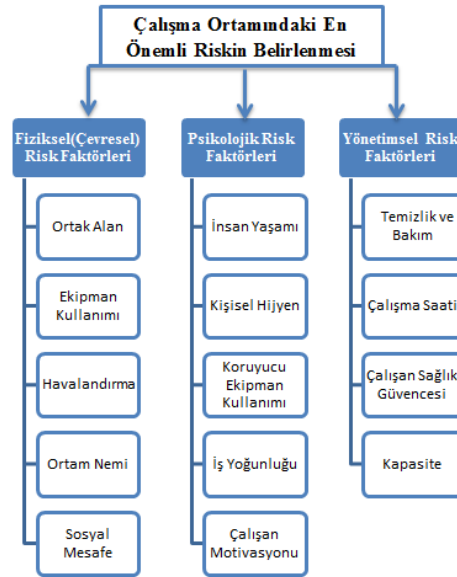 Çalışma Ortamındaki En
Önemli Riskin Belirlenmesi
Fiziksel(Çevresel)
Risk Faktörleri
Ortak Alan
Ekipman
Kullanımı
Havalandırma
Ortam Nemi
Sosyal
Mesafe
Psikolojik Risk
Faktörleri
İnsan Yaşamı
Kişisel Hijyen
Koruyucu
Ekipman
Kullanımı
İş Yoğunluğu
Çalışan
Motivasyonu
Yönetimsel Risk
Faktörleri
Temizlik ve
Bakım
Çalışma Saati
Çalışan Sağlık
Güvencesi
Kapasite